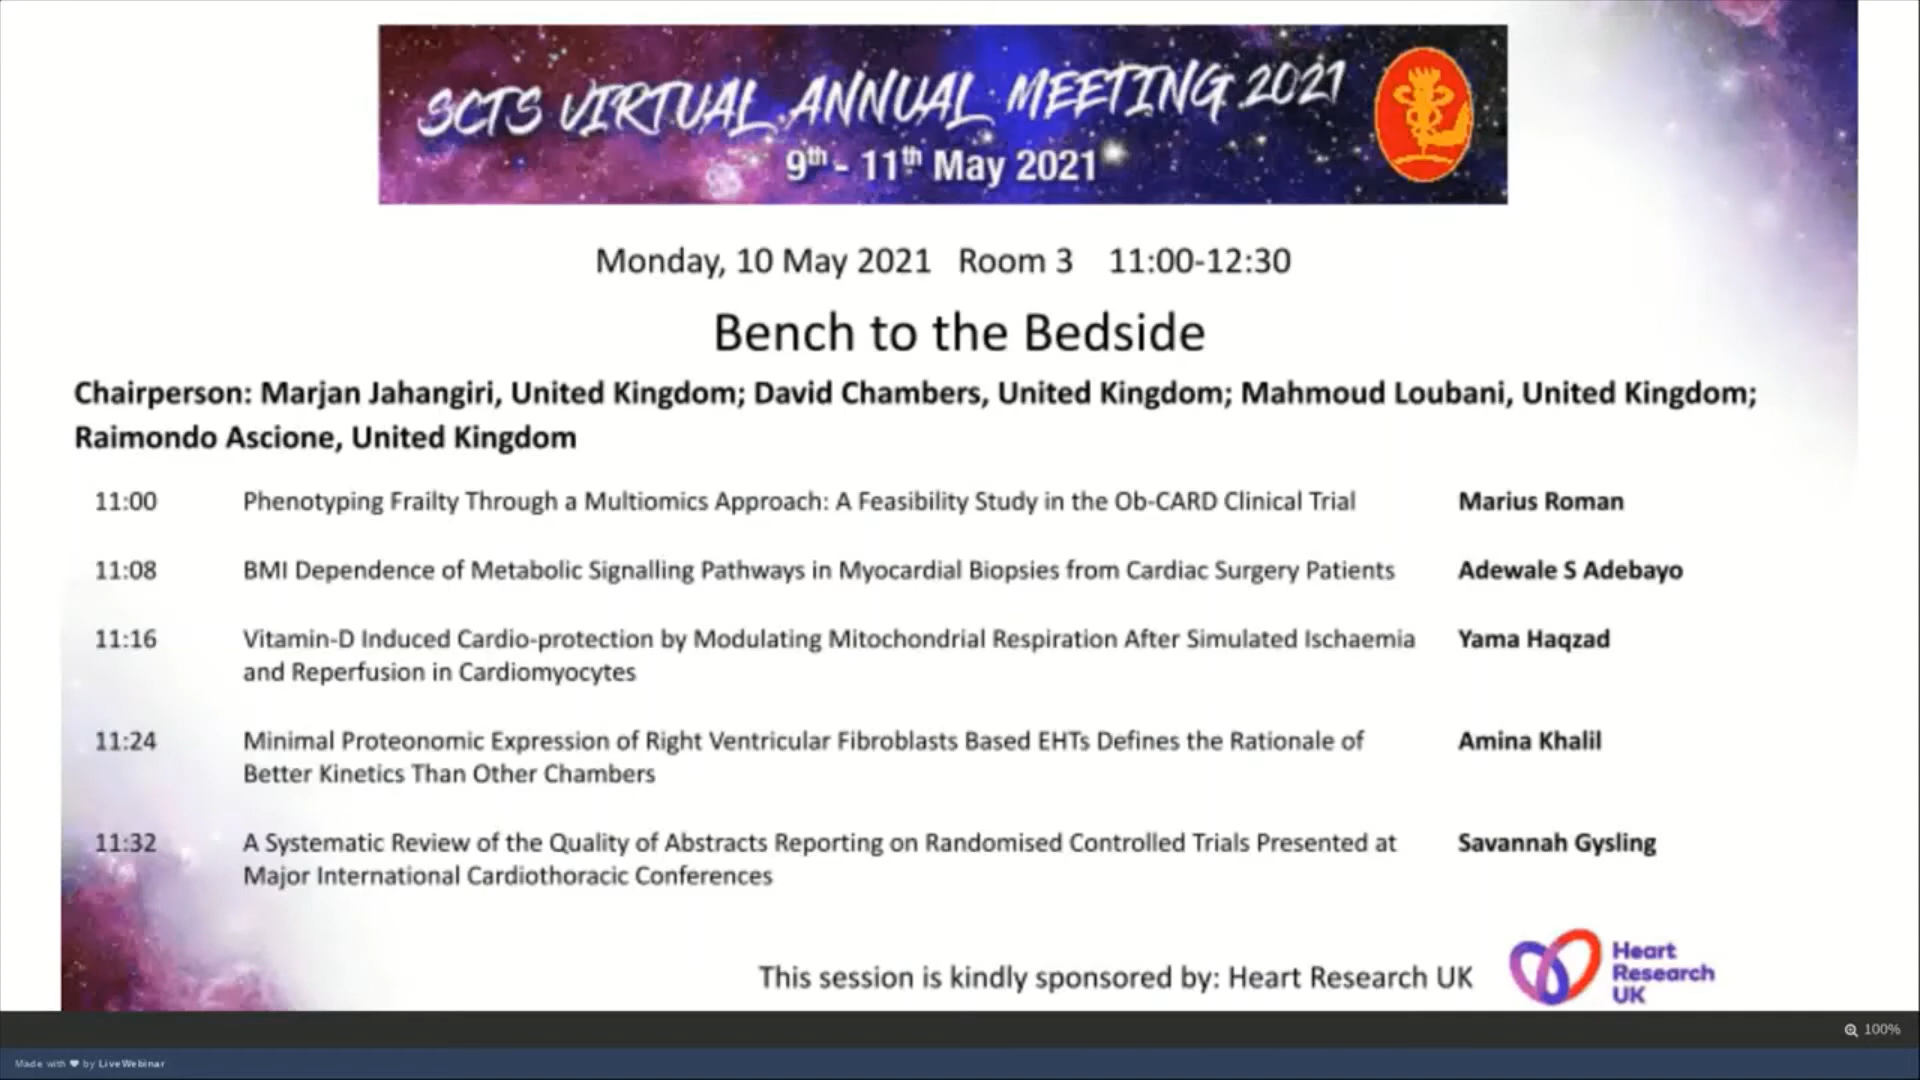 SCTS VIRTUAL ANNUAL MEETING 2021
9th - 11th May 2021
Monday, 10 May 2021 Room 3 11:00-12:30
Bench to the Bedside
Chairperson: Marjan Jahangiri, United Kingdom; David Chambers, United Kingdom; Mahmoud Loubani, United Kingdom;
Raimondo Ascione, United Kingdom
11:00 Phenotyping Frailty Through a Multiomics Approach: A Feasibility Study in the Ob-CARD Clinical Trial Marius Roman
11:08 BMI Dependence of Metabolic Signalling Pathways in Myocardial Biopsies from Cardiac Surgery Patients Adewale S Adebayo
11:16 Vitamin-D Induced Cardio-protection by Modulating Mitochondrial Respiration After Simulated Ischaemia Yama Haqzad
and Reperfusion in Cardiomyocytes
11:24 Minimal Proteonomic Expression of Right Ventricular Fibroblasts Based EHTs Defines the Rationale of Amina Khalil
Better Kinetics Than Other Chambers
11:32 A Systematic Review of the Quality of Abstracts Reporting on Randomised Controlled Trials Presented at Savannah Gysling
Major International Cardiothoracic Conferences
This session is kindly sponsored by: Heart Research UK
Heart
Research
UK
100%
Made with ❤ by LiveWebinar